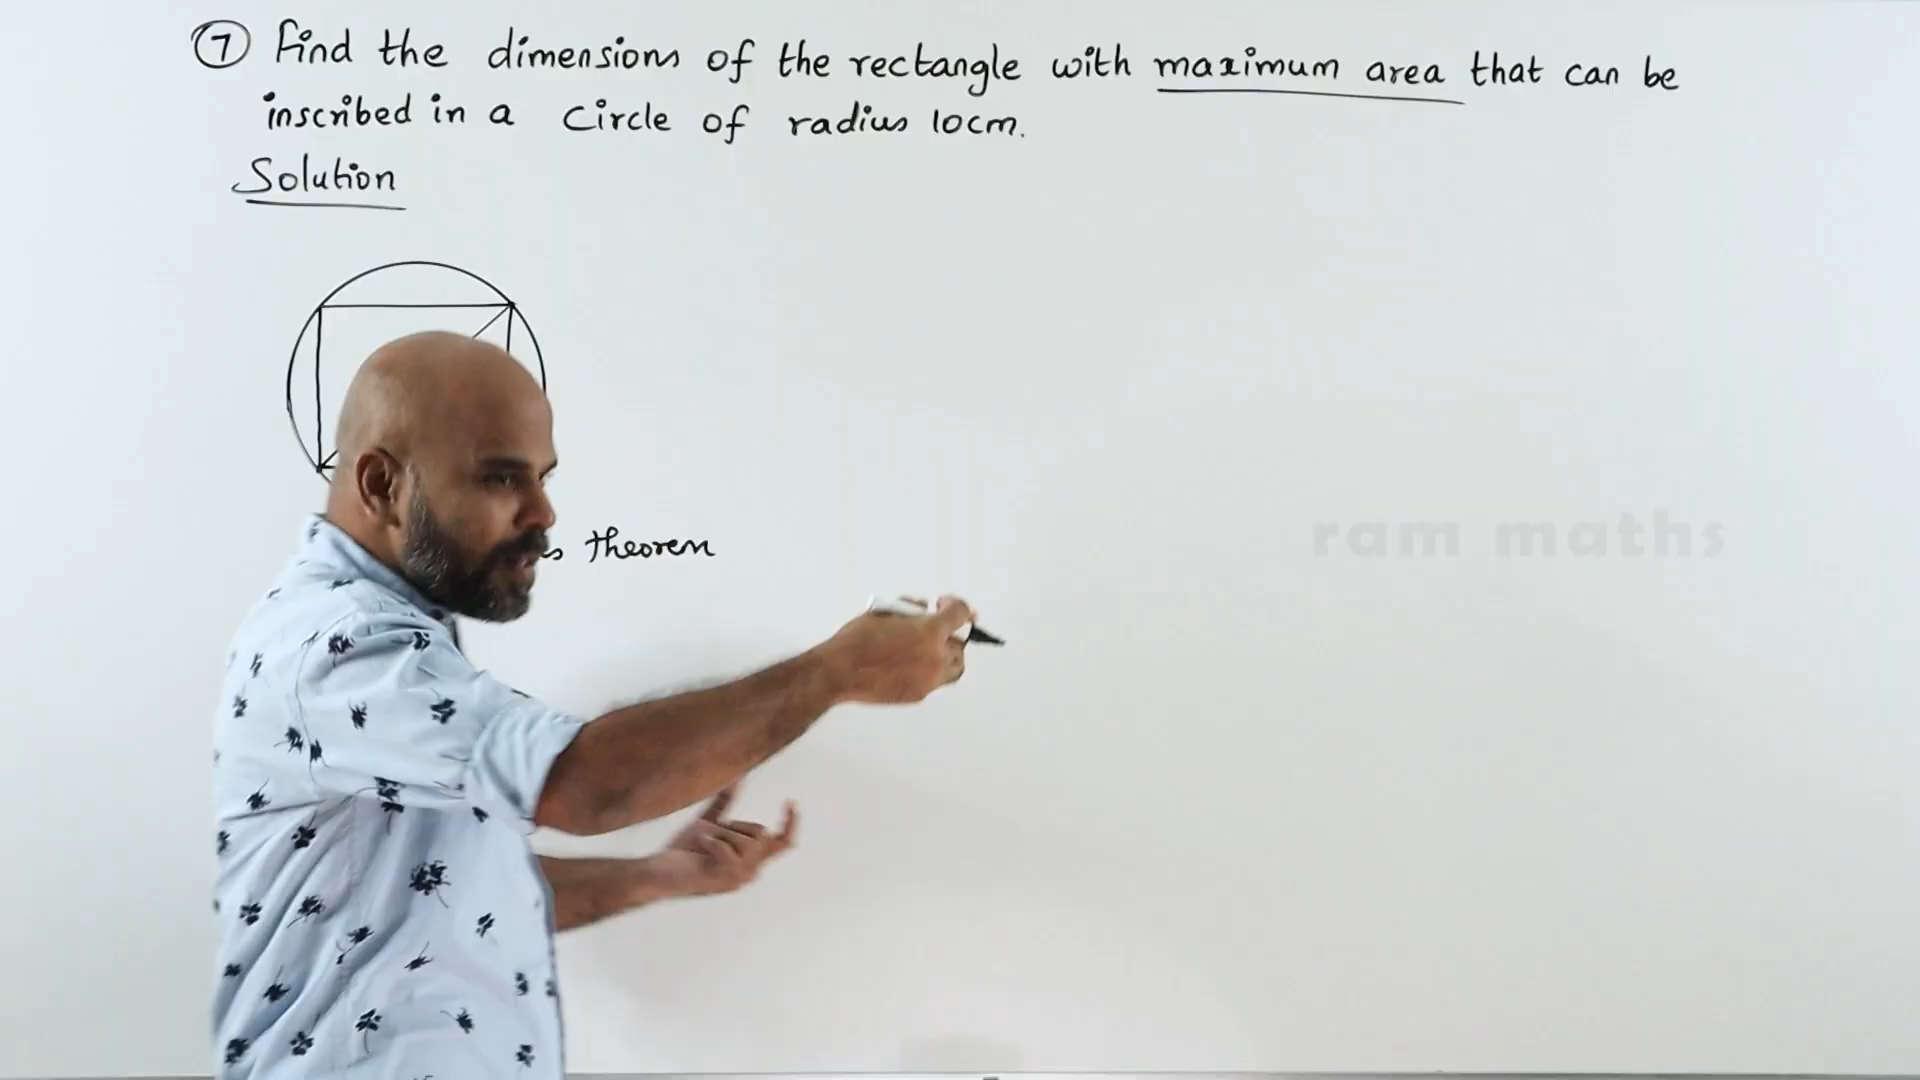 7 Find the dimensions of the rectangle with maximum area that can be
inscribed in a circle of radius 10cm.
Solution
theorem
ram maths